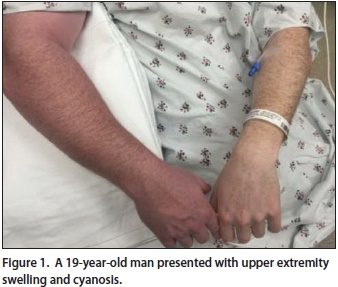 Figure 1. A 19-year-old man presented with upper extremity
swelling and cyanosis.